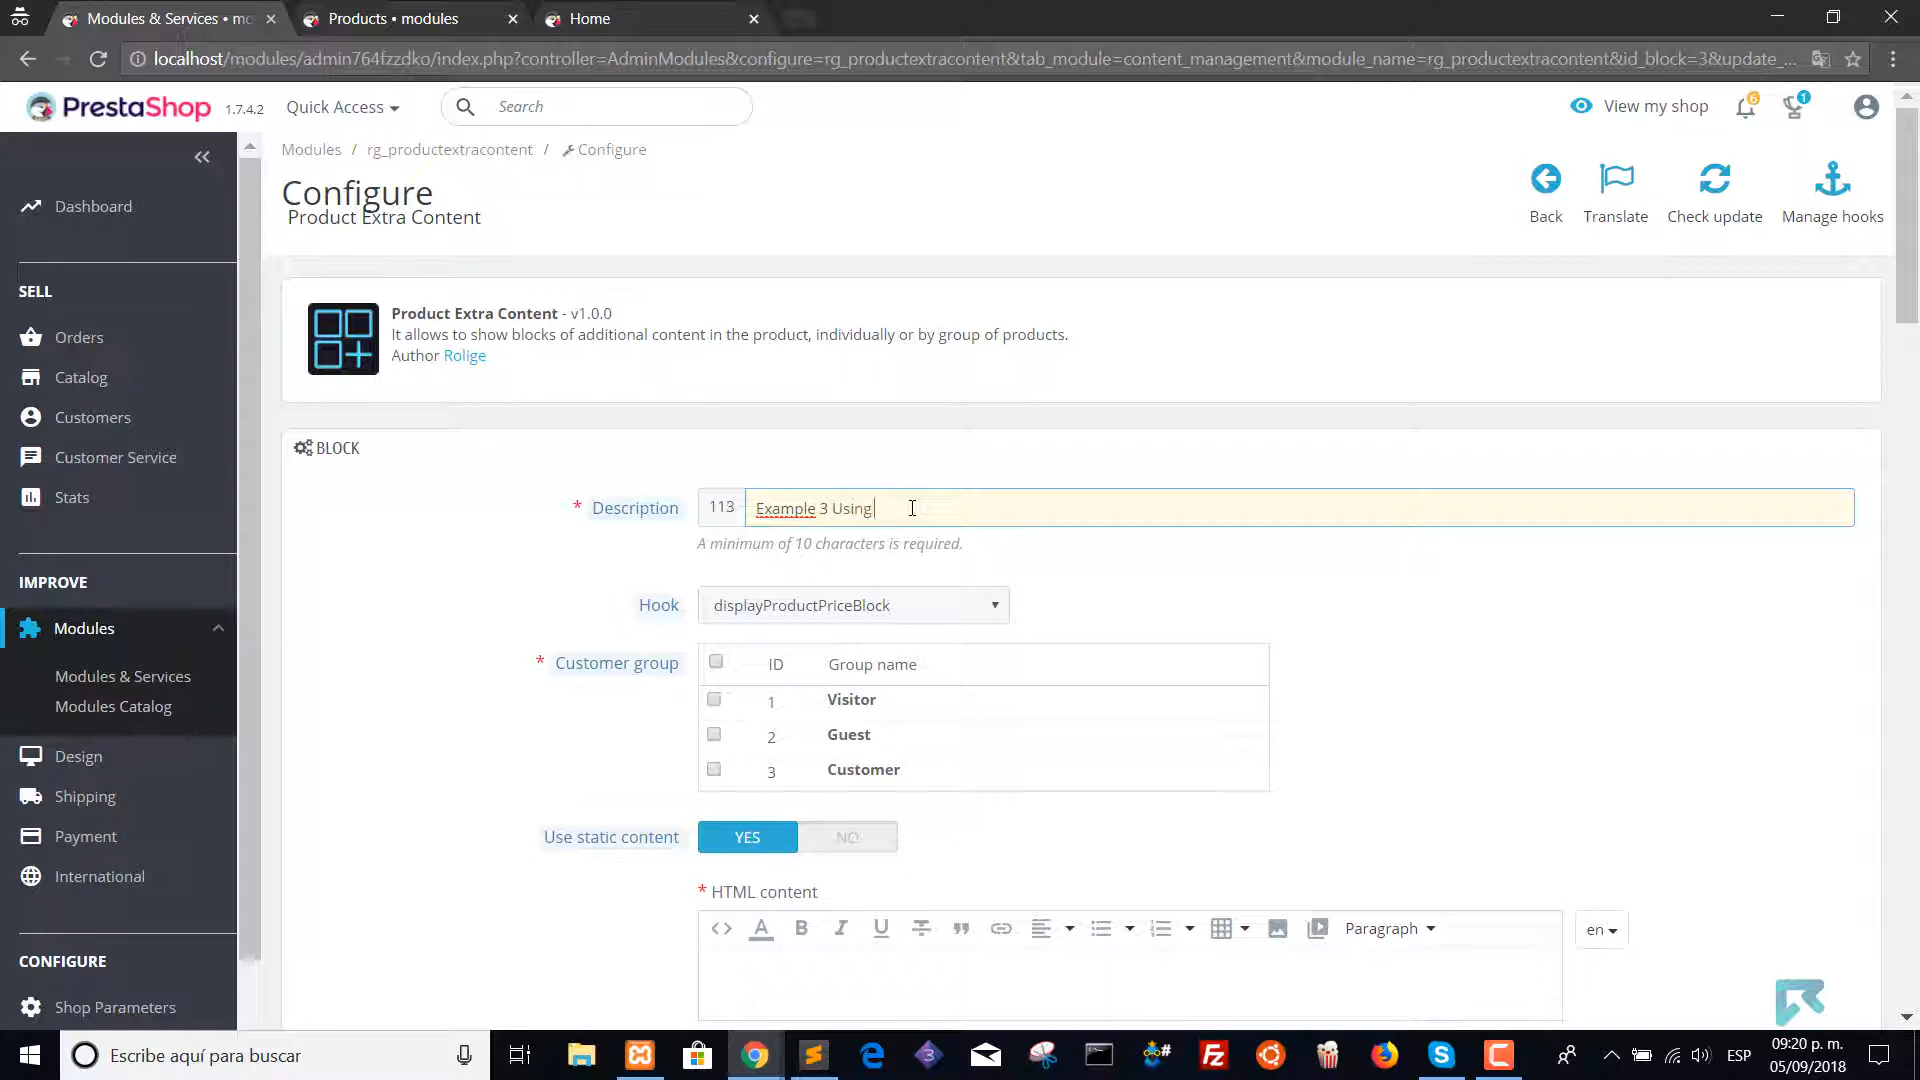 Modules & Services • mo
Products • modules
Home
localhost/modules/admin764fzzdko/index.php?controller=AdminModules&configure=rg_productextracontent&tab_module=content_management&module_name=rg_productextracontent&id_block=3&update_...
PrestaShop 1.7.4.2
Quick Access
Search
View my shop
6
1
Modules / rg_productextracontent / Configure
Configure
Product Extra Content
Back
Translate
Check update
Manage hooks
Dashboard
SELL
Orders
Catalog
Customers
Customer Service
Stats
IMPROVE
Modules
Modules & Services
Modules Catalog
Design
Shipping
Payment
International
CONFIGURE
Shop Parameters
Product Extra Content - v1.0.0
It allows to show blocks of additional content in the product, individually or by group of products.
Author Rolige
BLOCK
* Description
113
Example 3 Using
A minimum of 10 characters is required.
Hook
displayProductPriceBlock
* Customer group
ID Group name
1 Visitor
2 Guest
3 Customer
Use static content
YES
NO
* HTML content
Paragraph
en
Escribe aquí para buscar
ESP
09:20 p. m.
05/09/2018